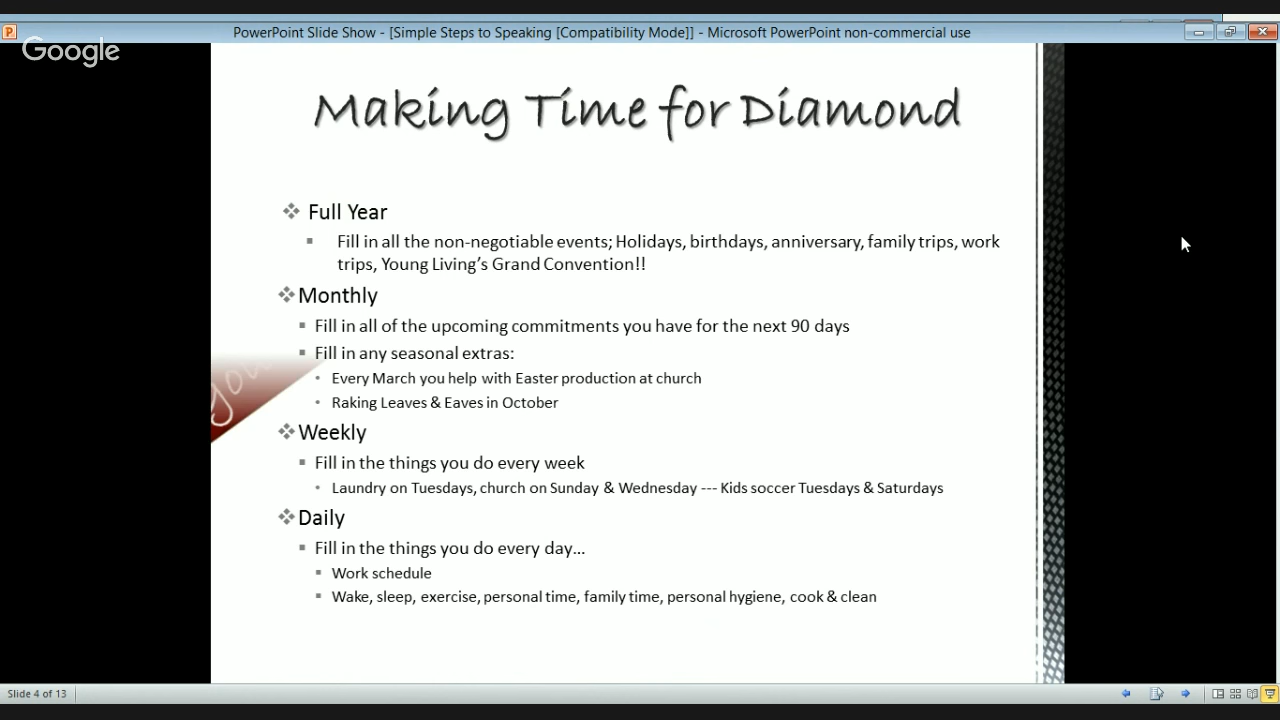 PowerPoint Slide Show - [Simple Steps to Speaking [Compatibility Mode]] - Microsoft PowerPoint non-commercial use
Google
Making Time for Diamond
Full Year
Fill in all the non-negotiable events; Holidays, birthdays, anniversary, family trips, work
trips, Young Living's Grand Convention!!
Monthly
Fill in all of the upcoming commitments you have for the next 90 days
Fill in any seasonal extras:
Every March you help with Easter production at church
Raking Leaves & Eaves in October
Weekly
Fill in the things you do every week
Laundry on Tuesdays, church on Sunday & Wednesday --- Kids soccer Tuesdays & Saturdays
Daily
Fill in the things you do every day...
Work schedule
Wake, sleep, exercise, personal time, family time, personal hygiene, cook & clean
you
Slide 4 of 13